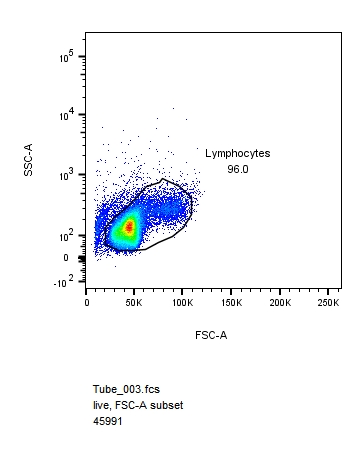 10^5
10^4
10^3
10^2
0
-10^2
SSC-A
Lymphocytes
96.0
0 50K 100K 150K 200K 250K
FSC-A
Tube_003.fcs
live, FSC-A subset
45991